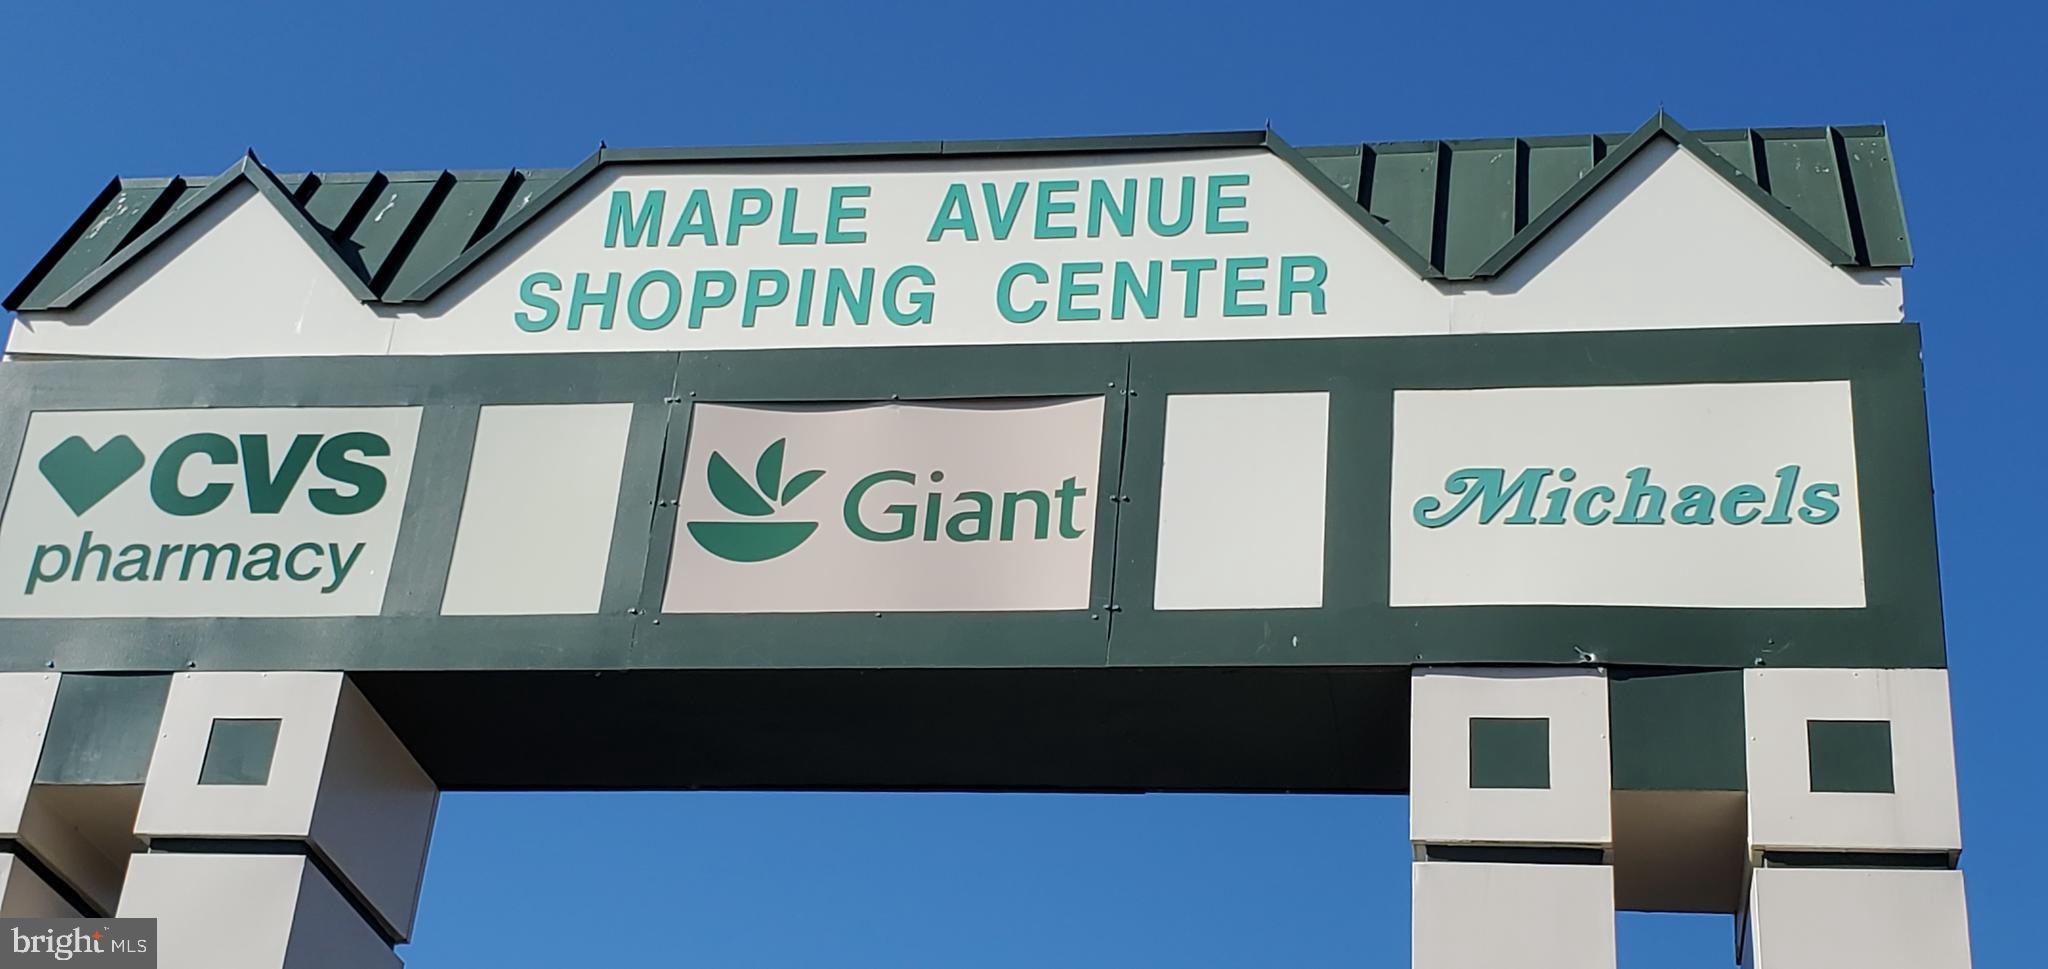 MAPLE AVENUE
SHOPPING CENTER
CVS
pharmacy
Giant
Michaels
bright MLS